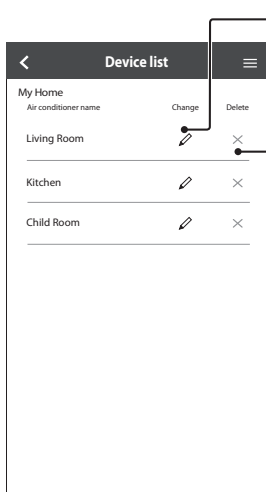 Device list
My Home
Air conditioner name Change Delete
Living Room
Kitchen
Child Room